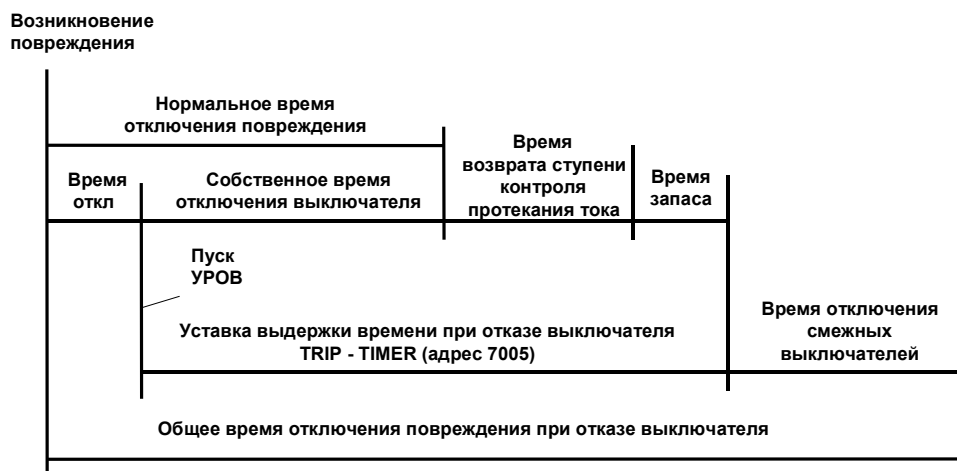 Возникновение
повреждения
Нормальное время
отключения повреждения
Время
возврата ступени
контроля
протекания тока
Время
откл
Собственное время
отключения выключателя
Время
запаса
Пуск
УРОВ
Уставка выдержки времени при отказе выключателя
TRIP - TIMER (адрес 7005)
Время отключения
смежных
выключателей
Общее время отключения повреждения при отказе выключателя